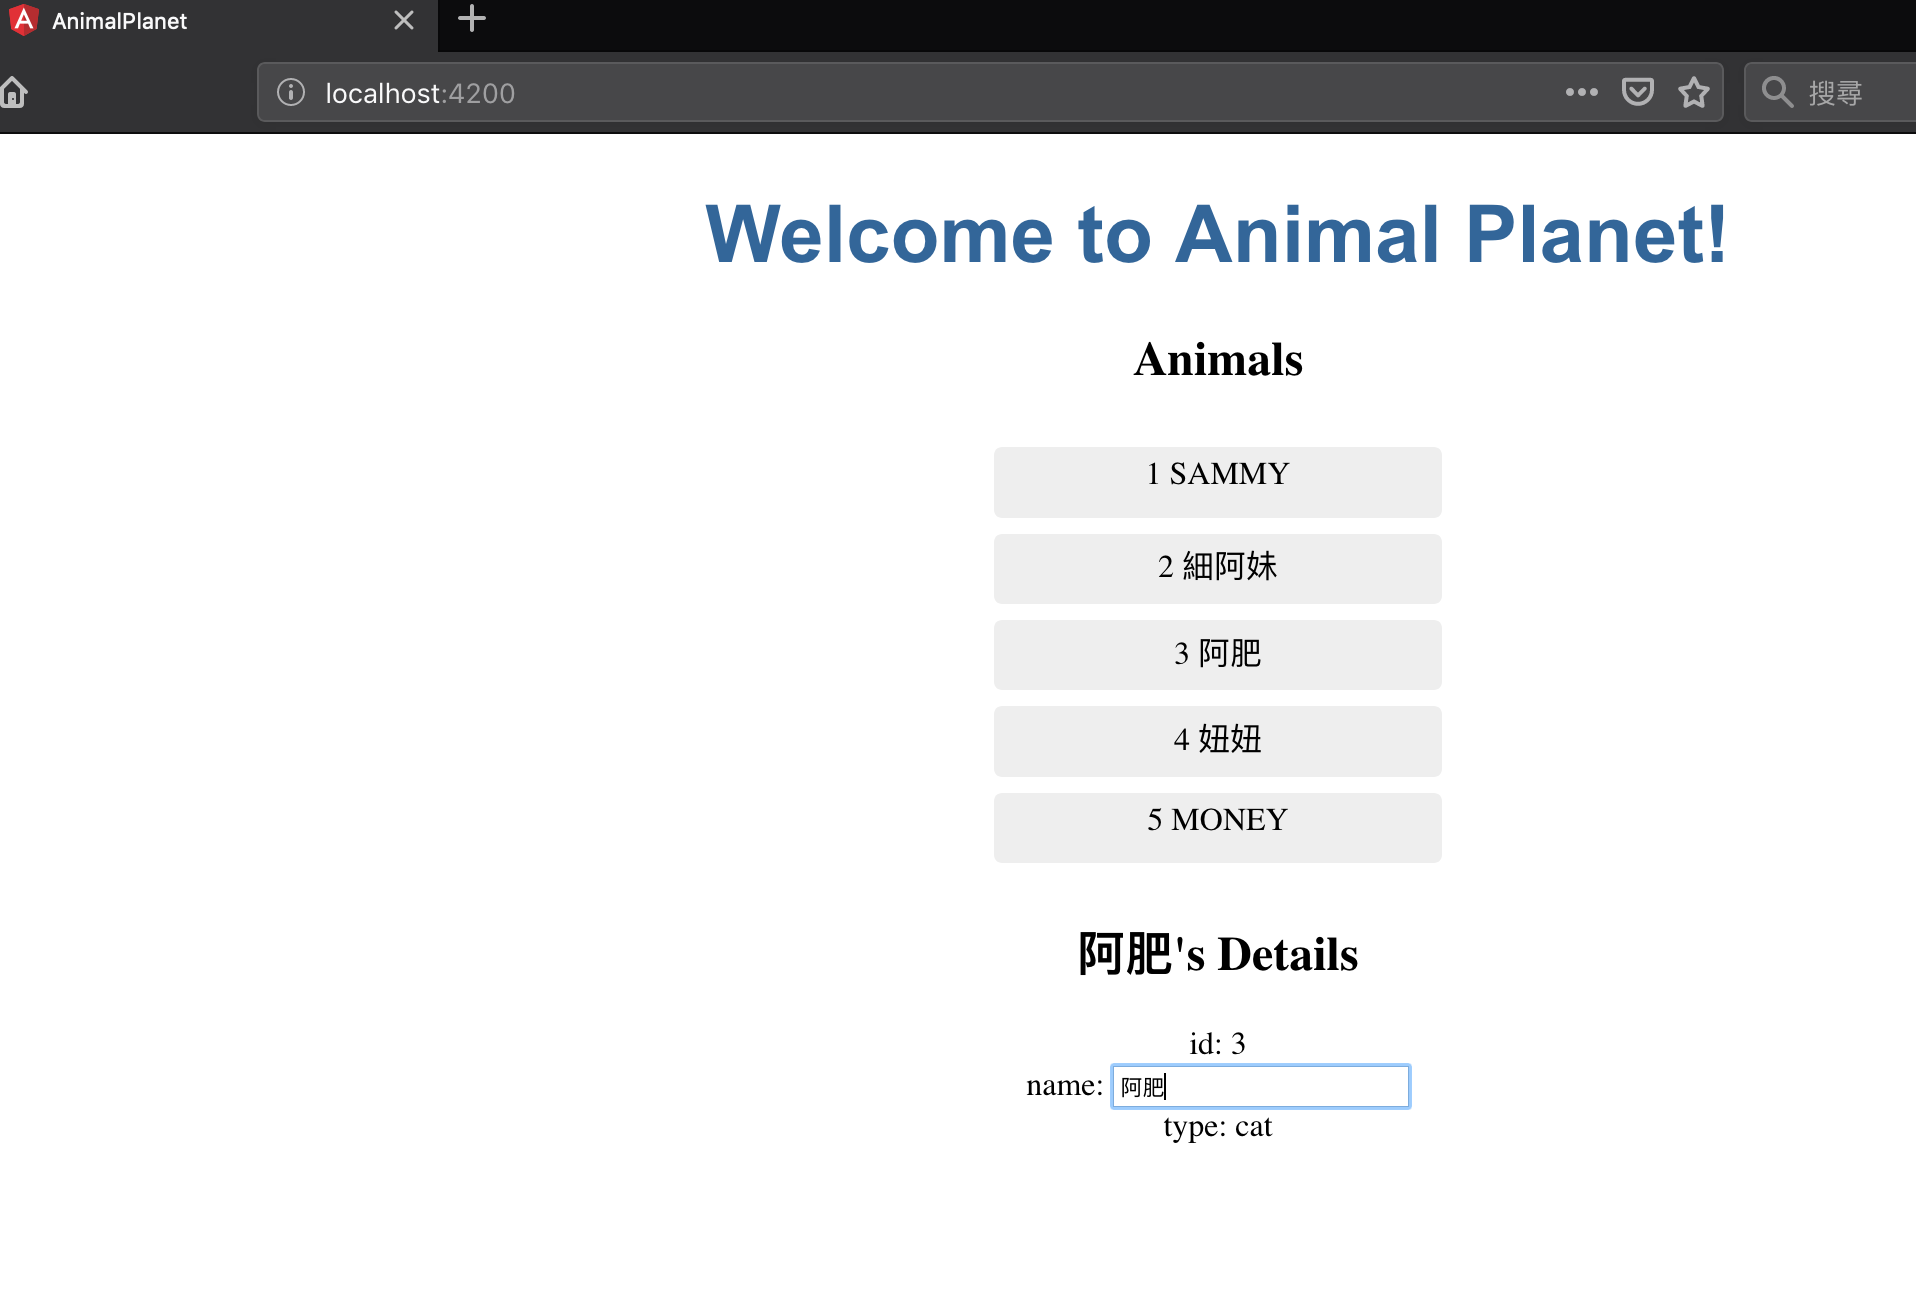 AnimalPlanet
localhost:4200
搜尋
Welcome to Animal Planet!
Animals
1 SAMMY
2 細阿妹
3 阿肥
4 妞妞
5 MONEY
阿肥's Details
id: 3
name: 阿肥
type: cat